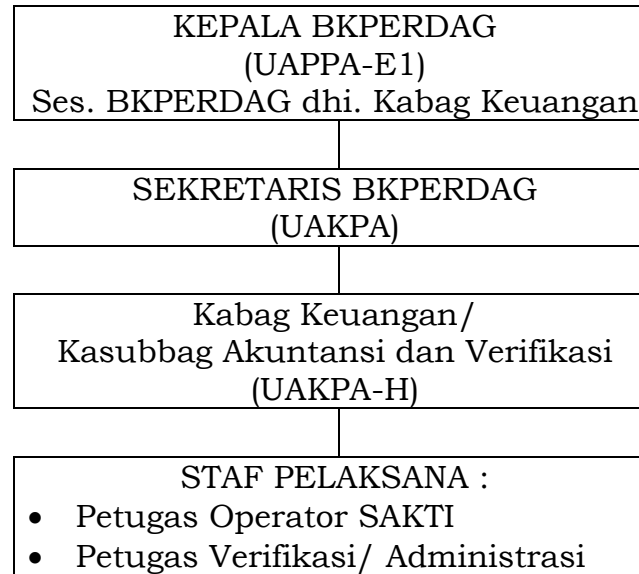 KEPALA BKPERDAG
(UAPPA-E1)
Ses. BKPERDAG dhi. Kabag Keuangan
SEKRETARIS BKPERDAG
(UAKPA)
Kabag Keuangan/
Kasubbag Akuntansi dan Verifikasi
(UAKPA-H)
STAF PELAKSANA :
• Petugas Operator SAKTI
• Petugas Verifikasi/ Administrasi